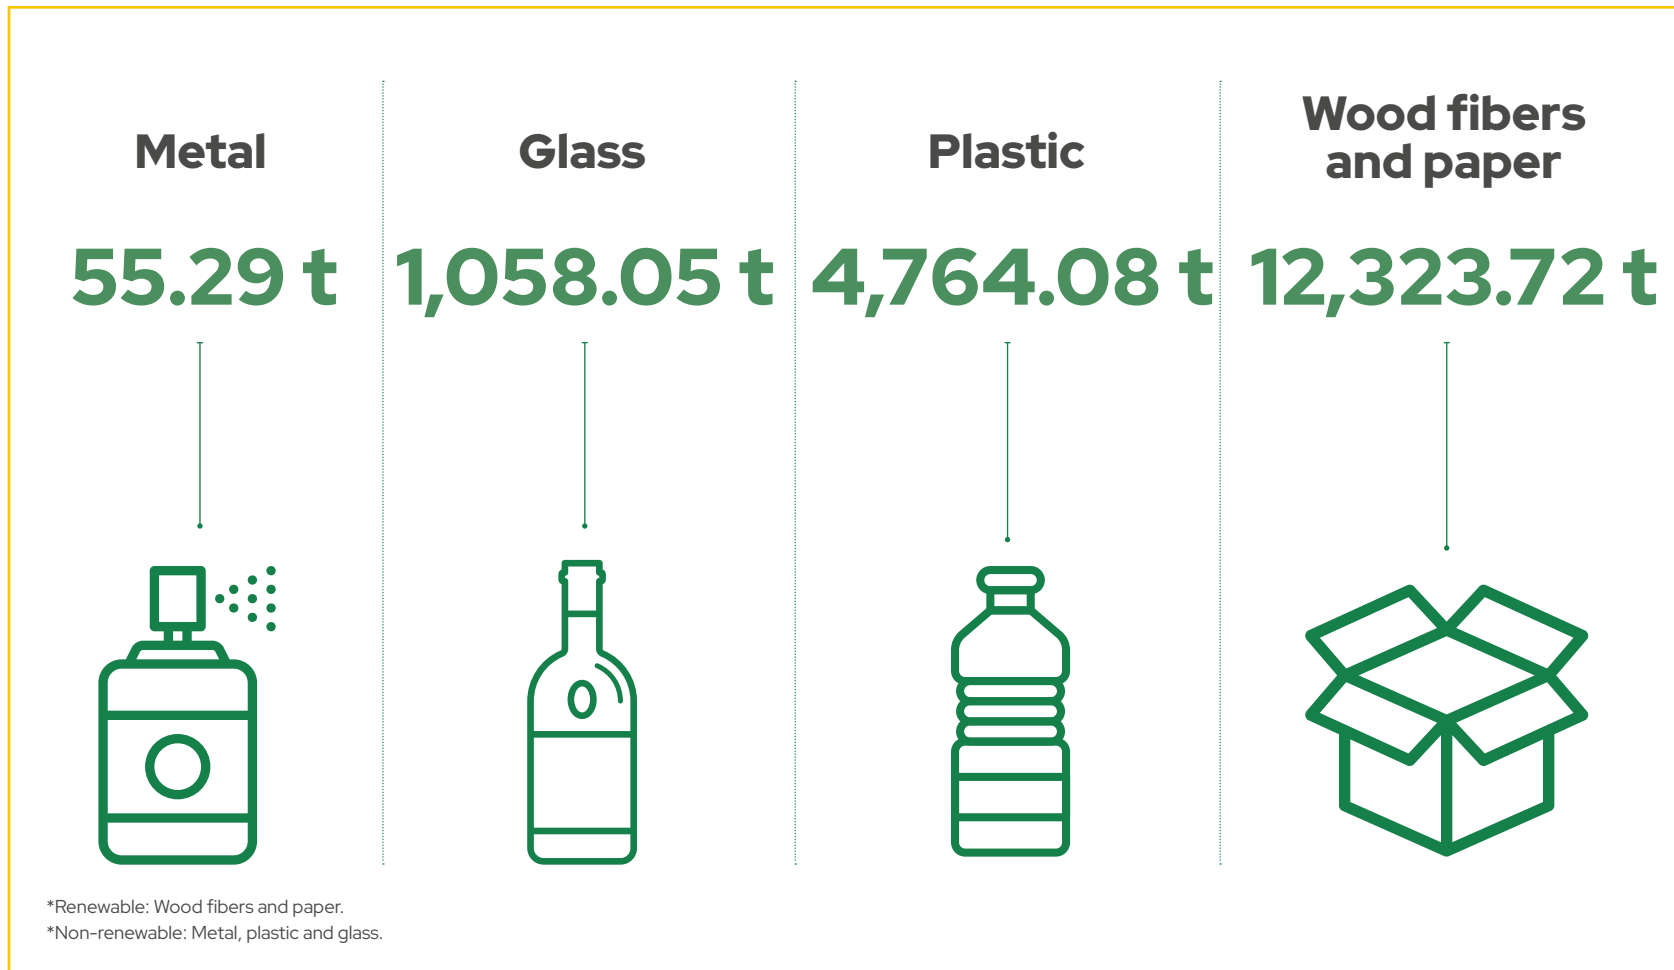 Metal
55.29 t
Glass
1,058.05 t
Plastic
4,764.08 t
Wood fibers
and paper
12,323.72 t
*Renewable: Wood fibers and paper.
*Non-renewable: Metal, plastic and glass.